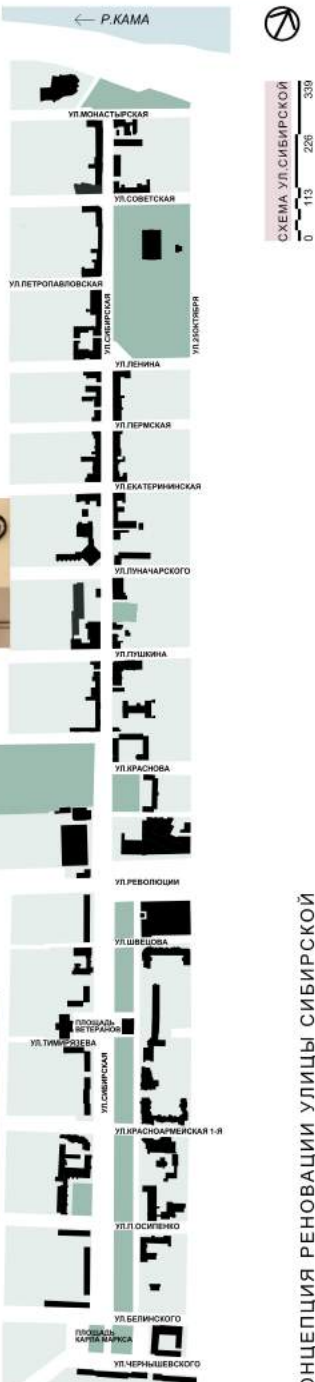 ← Р.КАМА
УЛ.МОНАСТЫРСКАЯ
УЛ.СОВЕТСКАЯ
УЛ.ПЕТРОПАВЛОВСКАЯ
УЛ.СИБИРСКАЯ
УЛ.25ОКТЯБРЯ
УЛ.ЛЕНИНА
УЛ.ПЕРМСКАЯ
УЛ.ЕКАТЕРИНИНСКАЯ
УЛ.ЛУНАЧАРСКОГО
УЛ.ПУШКИНА
УЛ.КРАСНОВА
УЛ.РЕВОЛЮЦИИ
УЛ.ШВЕЦОВА
ПЛОЩАДЬ
ВЕТЕРАНОВ
УЛ.ТИМИРЯЗЕВА
УЛ.СИБИРСКАЯ
УЛ.КРАСНОАРМЕЙСКАЯ 1-Я
УЛ.П.ОСИПЕНКО
УЛ.БЕЛИНСКОГО
ПЛОЩАДЬ
КАРЛА МАРКСА
УЛ.ЧЕРНЫШЕВСКОГО
СХЕМА УЛ.СИБИРСКОЙ
0 113 226 339
ОНЦЕПЦИЯ РЕНОВАЦИИ УЛИЦЫ СИБИРСКОЙ